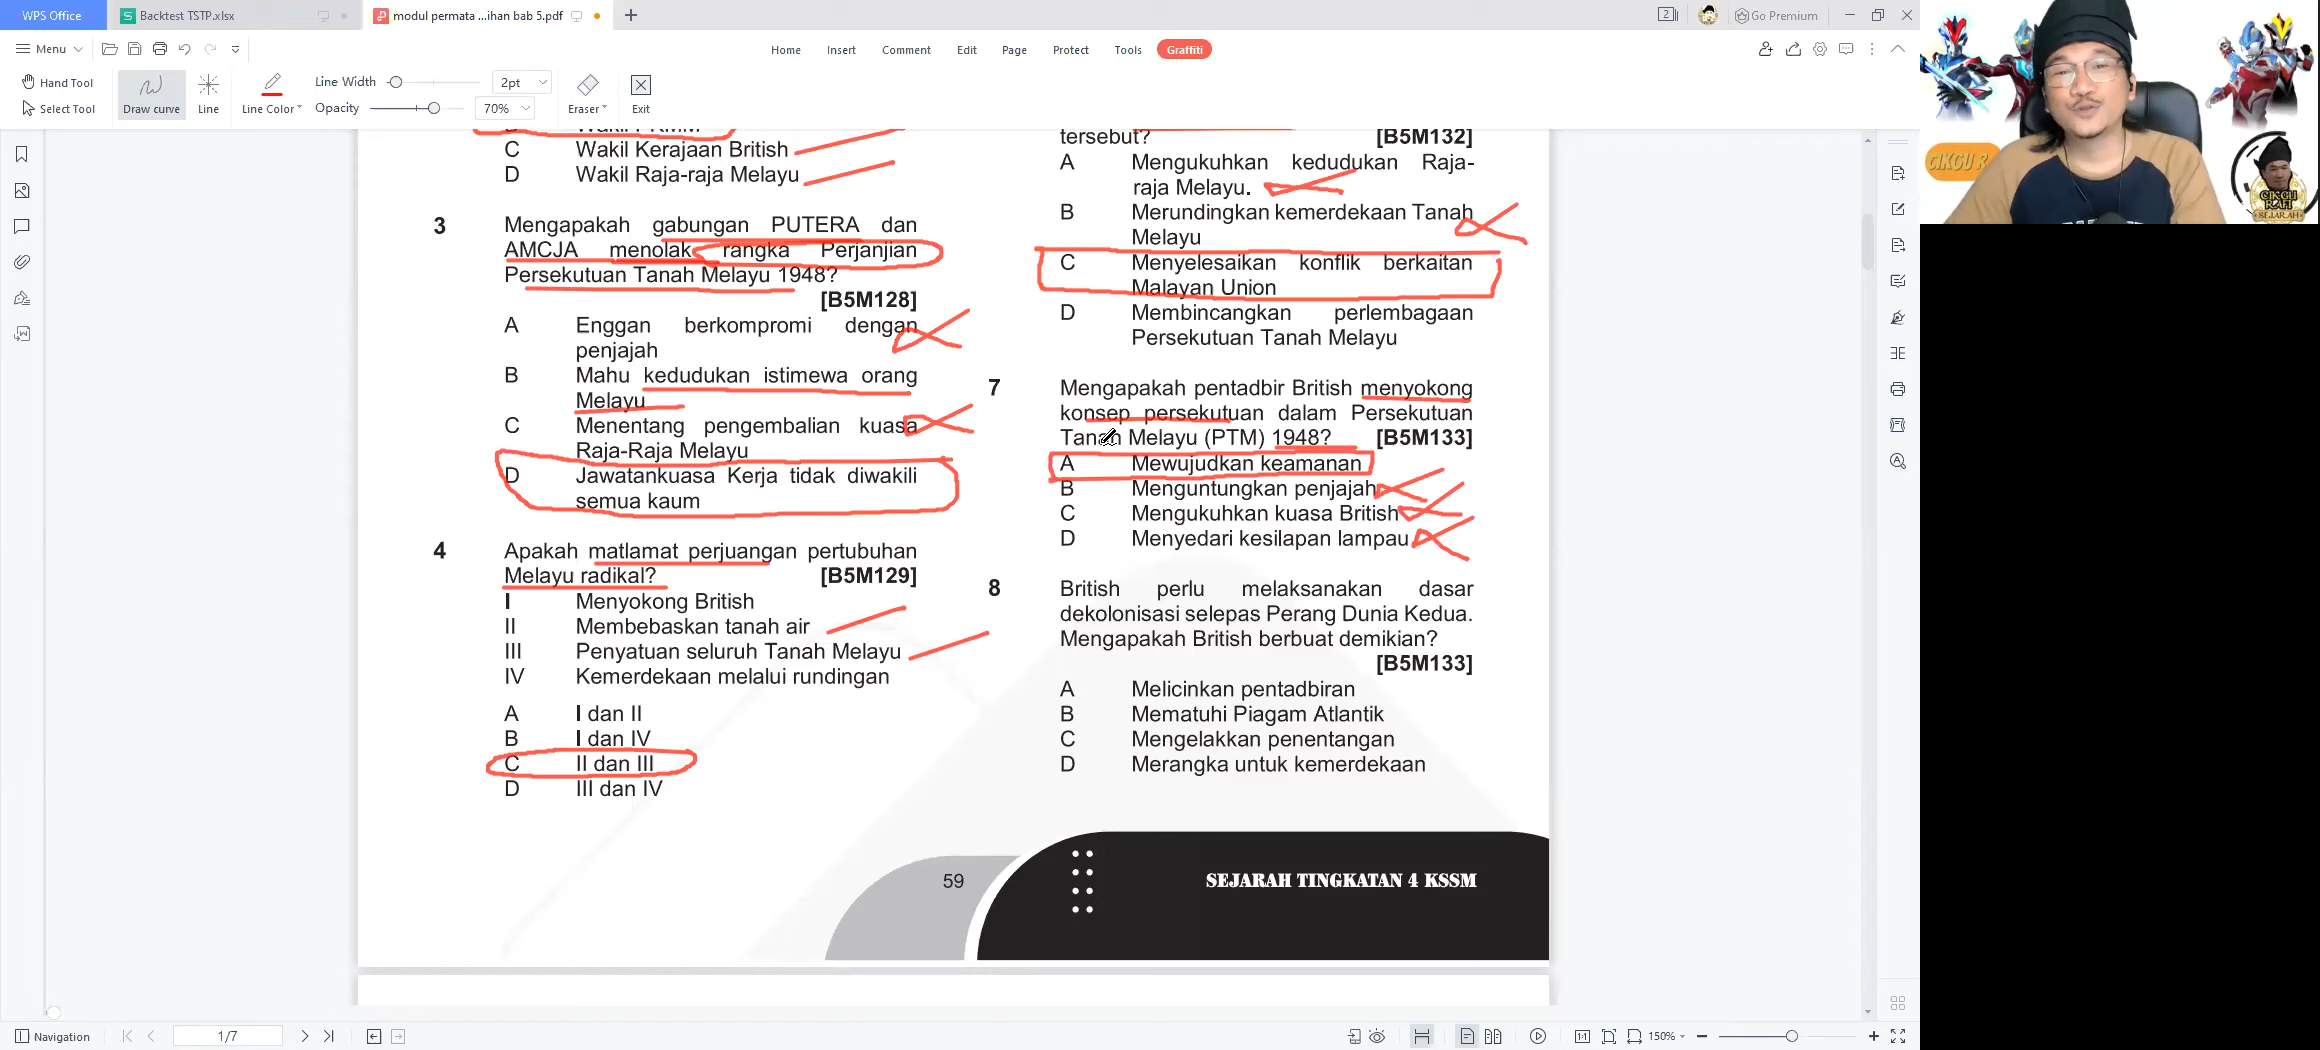 WPS Office
Backtest TSTP.xlsx
modul permata ...ihan bab 5.pdf
2
Go Premium
Menu
Home
Insert
Comment
Edit
Page
Protect
Tools
Graffiti
Hand Tool
Select Tool
Draw curve
Line
Line Color
Line Width
2pt
Opacity
70%
Eraser
Exit
C Wakil Kerajaan British
D Wakil Raja-raja Melayu
3 Mengapakah gabungan PUTERA dan
AMCJA menolak rangka Perjanjian
Persekutuan Tanah Melayu 1948?
[B5M128]
A Enggan berkompromi dengan
penjajah
B Mahu kedudukan istimewa orang
Melayu
C Menentang pengembalian kuasa
Raja-Raja Melayu
D Jawatankuasa Kerja tidak diwakili
semua kaum
4 Apakah matlamat perjuangan pertubuhan
Melayu radikal? [B5M129]
I Menyokong British
II Membebaskan tanah air
III Penyatuan seluruh Tanah Melayu
IV Kemerdekaan melalui rundingan
A I dan II
B I dan IV
C II dan III
D III dan IV
tersebut? [B5M132]
A Mengukuhkan kedudukan Raja-
raja Melayu.
B Merundingkan kemerdekaan Tanah
Melayu
C Menyelesaikan konflik berkaitan
Malayan Union
D Membincangkan perlembagaan
Persekutuan Tanah Melayu
7 Mengapakah pentadbir British menyokong
konsep persekutuan dalam Persekutuan
Tanah Melayu (PTM) 1948? [B5M133]
A Mewujudkan keamanan
B Menguntungkan penjajah
C Mengukuhkan kuasa British
D Menyedari kesilapan lampau
8 British perlu melaksanakan dasar
dekolonisasi selepas Perang Dunia Kedua.
Mengapakah British berbuat demikian?
[B5M133]
A Melicinkan pentadbiran
B Mematuhi Piagam Atlantik
C Mengelakkan penentangan
D Merangka untuk kemerdekaan
59
SEJARAH TINGKATAN 4 KSSM
Navigation
1/7
150%
CIKGU R
CIKGU RAFI
SEJARAH